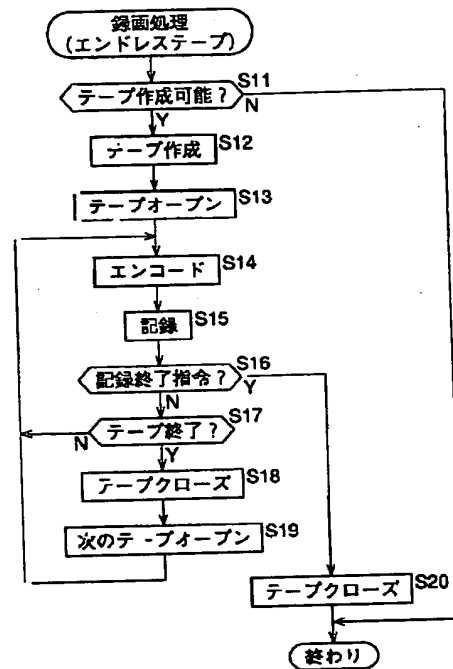 録画処理
(エンドレステープ)
S11
テープ作成可能?
N
Y
テープ作成
S12
テープオープン
S13
エンコード
S14
記録
S15
S16
記録終了指令?
Y
N
S17
テープ終了?
N
Y
テープクローズ
S18
次のテープオープン
S19
テープクローズ
S20
終わり